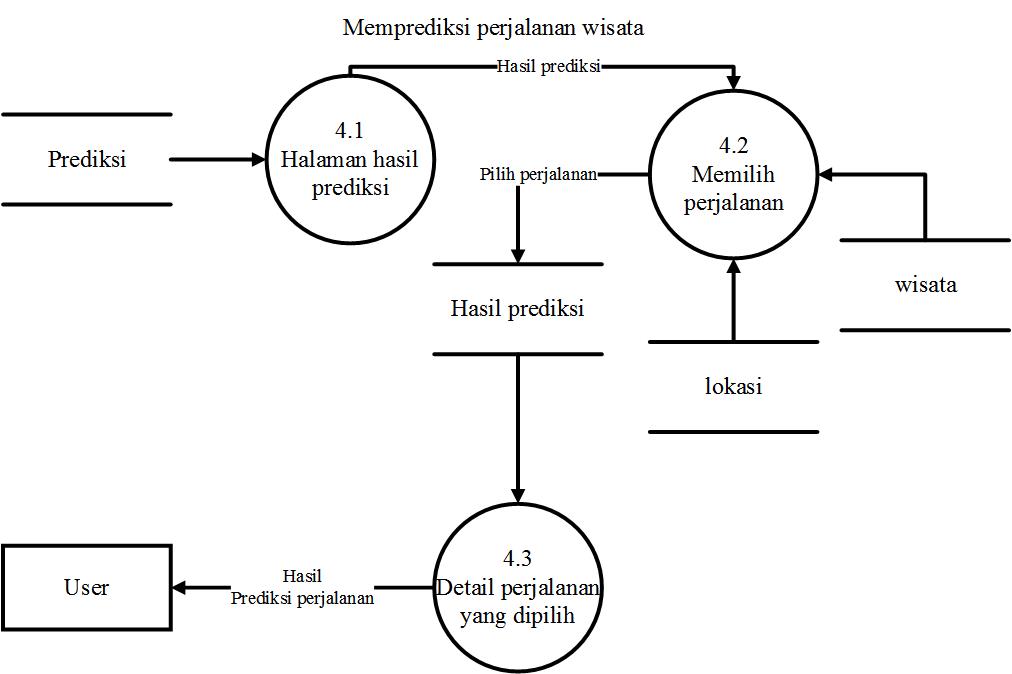 Memprediksi perjalanan wisata
Hasil prediksi
4.1
Halaman hasil
prediksi
Prediksi
4.2
Memilih
perjalanan
Pilih perjalanan
wisata
Hasil prediksi
lokasi
4.3
Detail perjalanan
yang dipilih
Hasil
Prediksi perjalanan
User